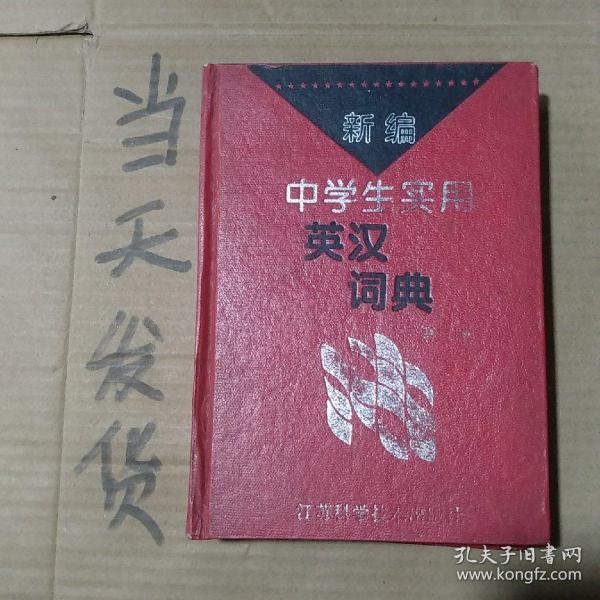 当天发货
新编
中学生实用
英汉
词典
江苏科学技术出版社
孔夫子旧书网
www.kongfz.com